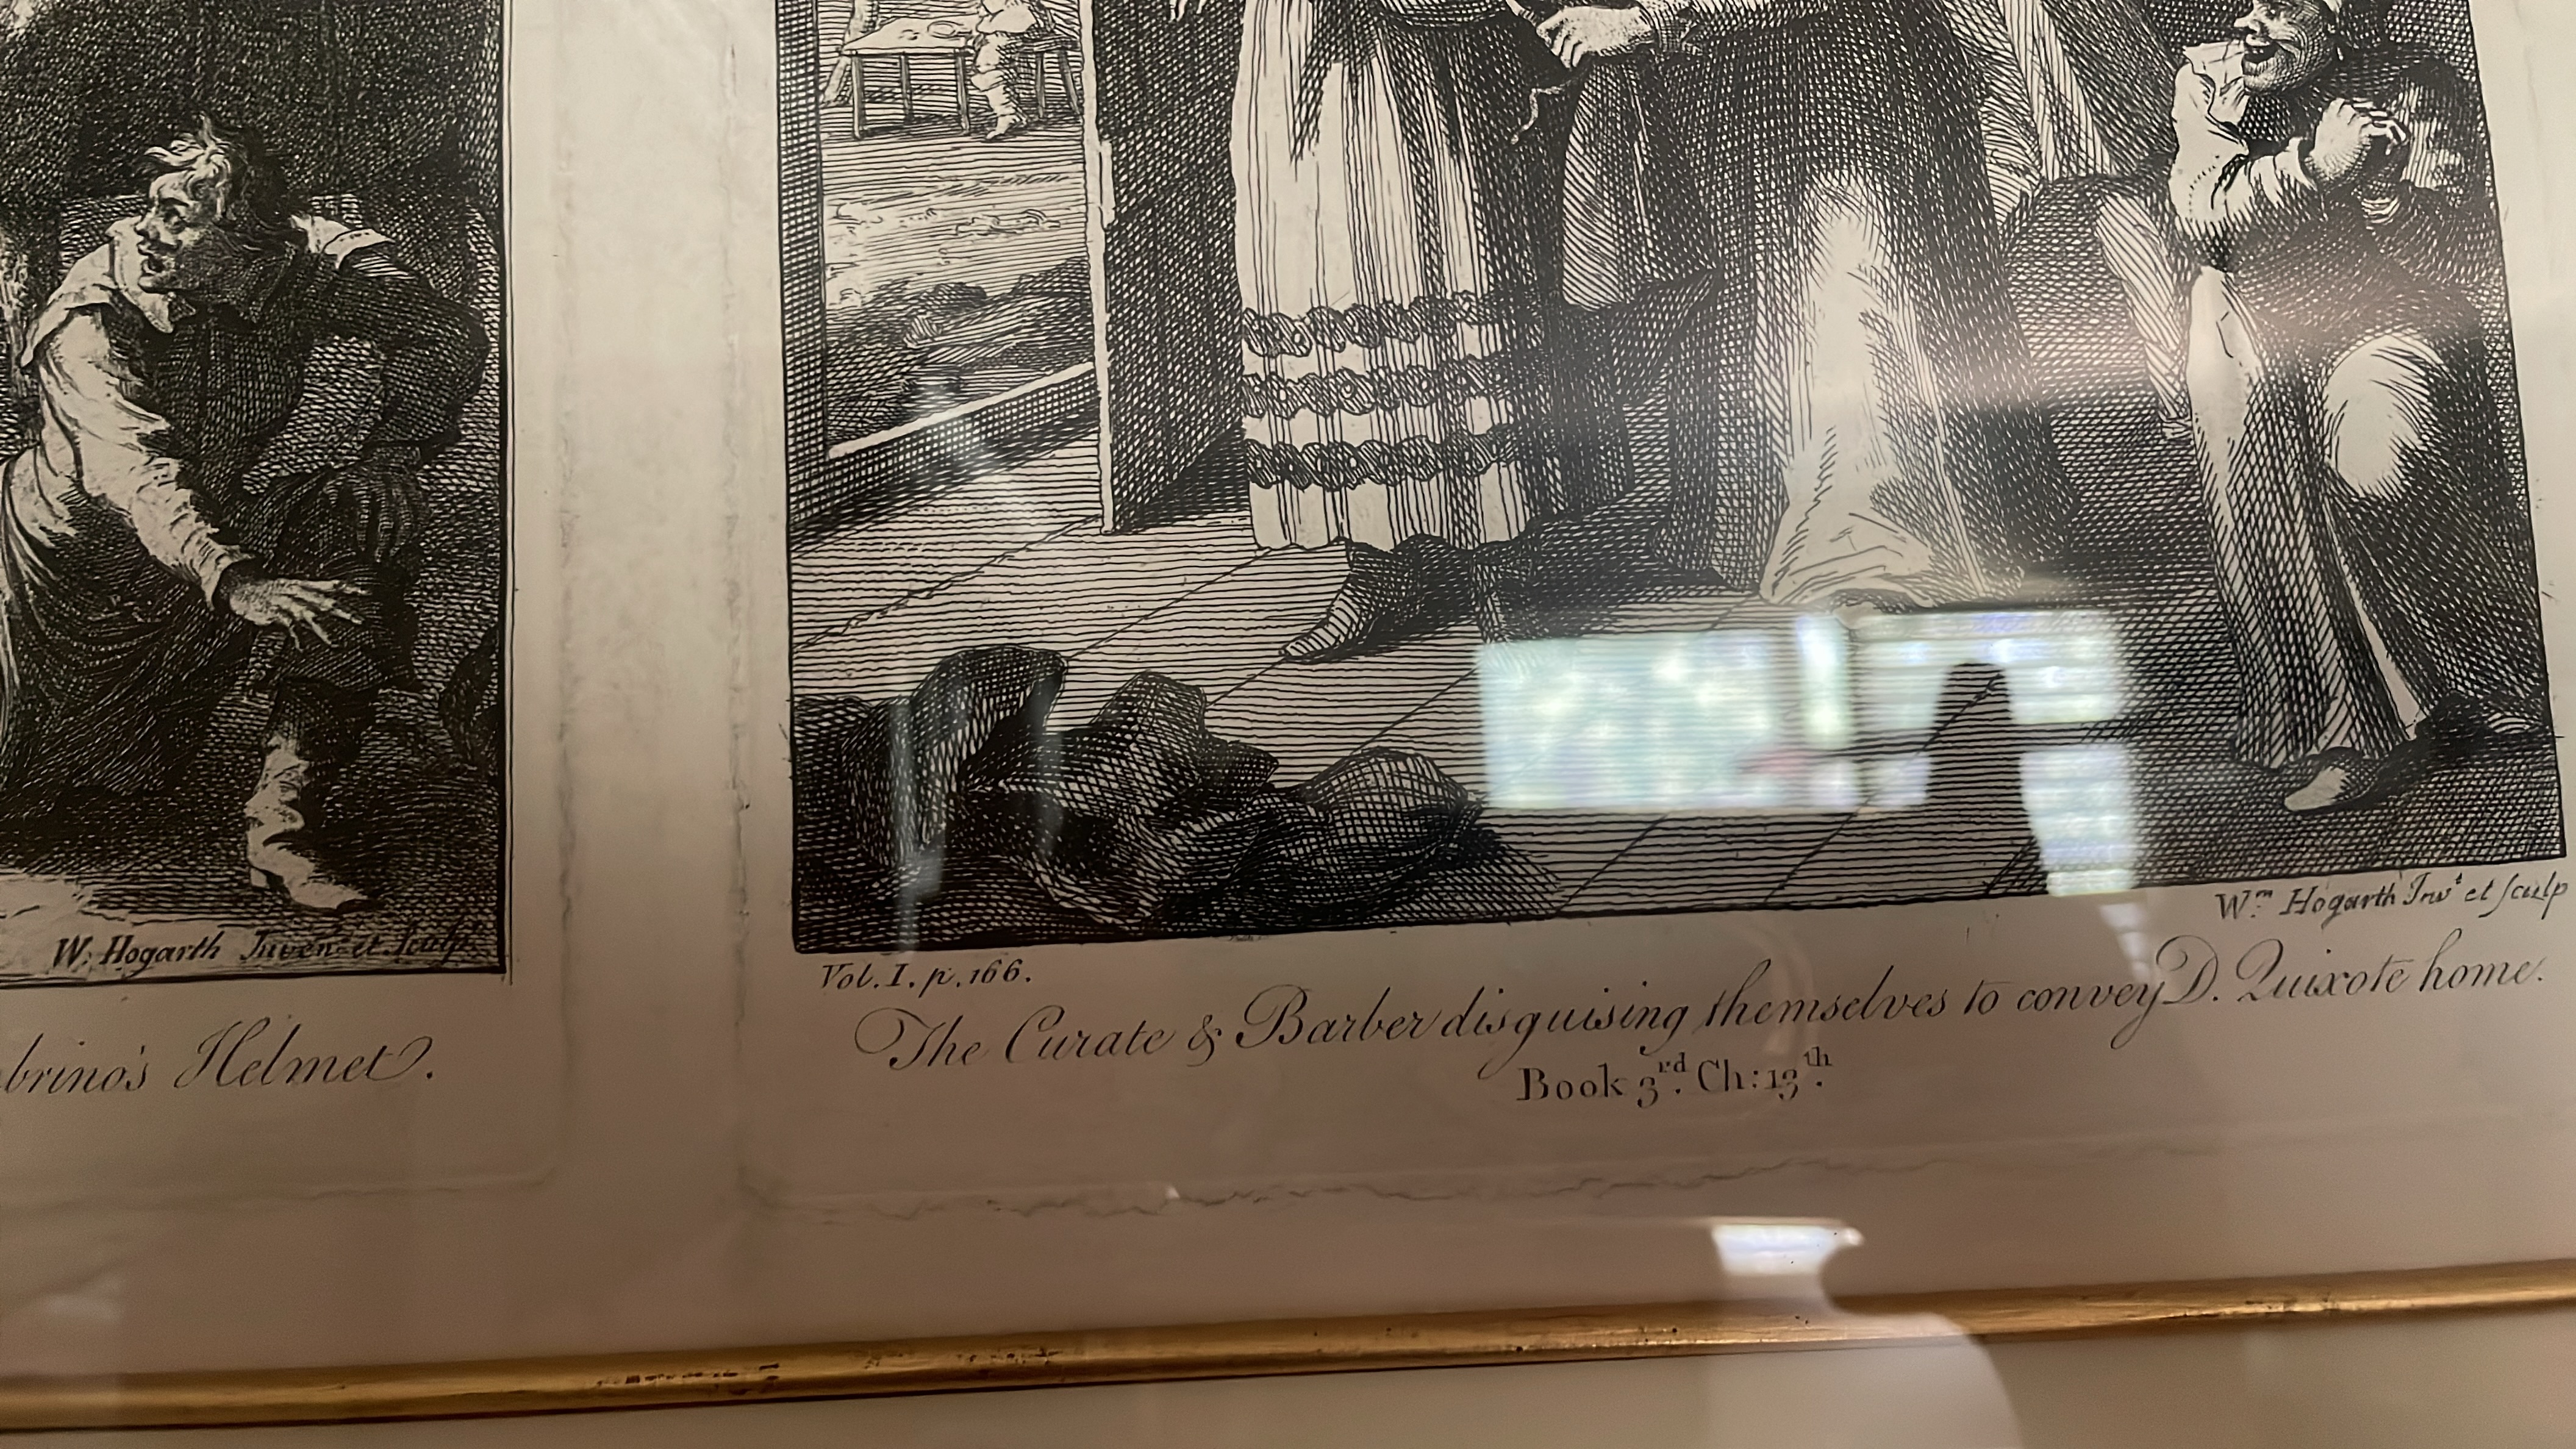 W. Hogarth Inven. et Sculp.
brino's Helmet.
Wm. Hogarth Invt et Sculp
Vol. I. p. 166.
The Curate & Barber disguising themselves to convey D. Quixote home.
Book 3rd. Ch: 13th.